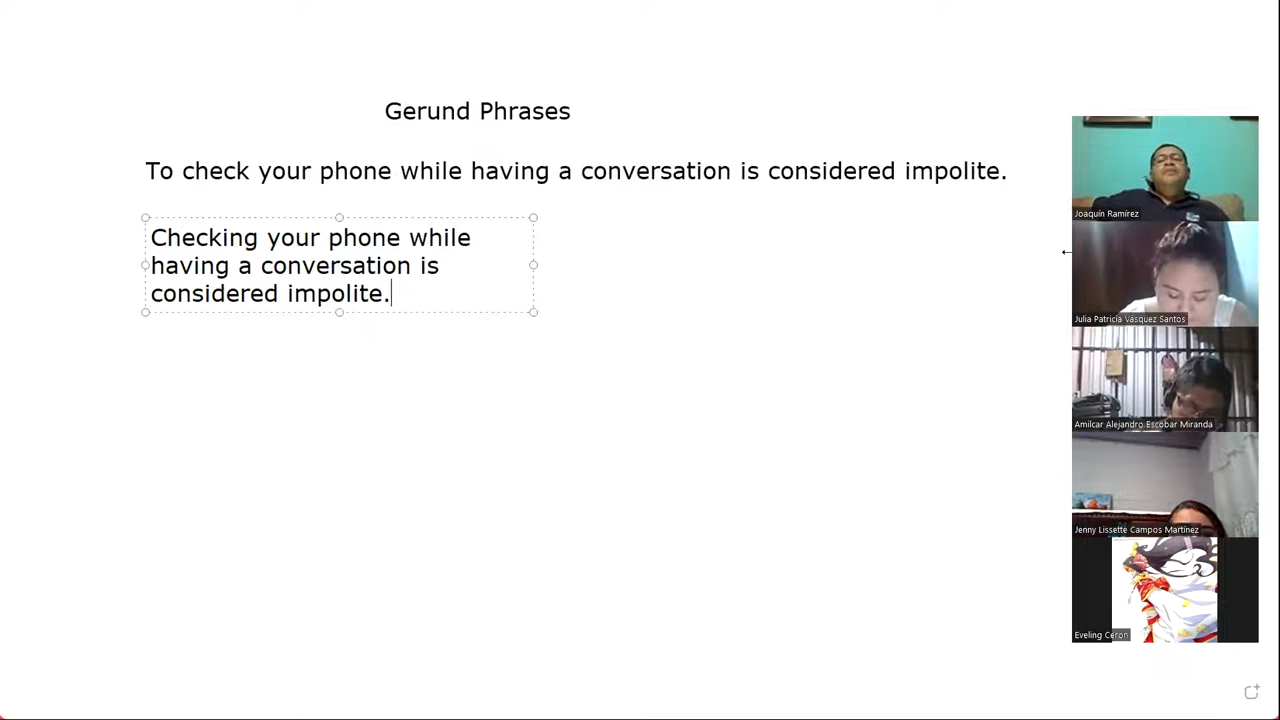 Gerund Phrases
To check your phone while having a conversation is considered impolite.
Checking your phone while
having a conversation is
considered impolite.
Joaquín Ramírez
Julia Patricia Vásquez Santos
Amilcar Alejandro Escobar Miranda
Jenny Lissette Campos Martínez
Eveling Ceron